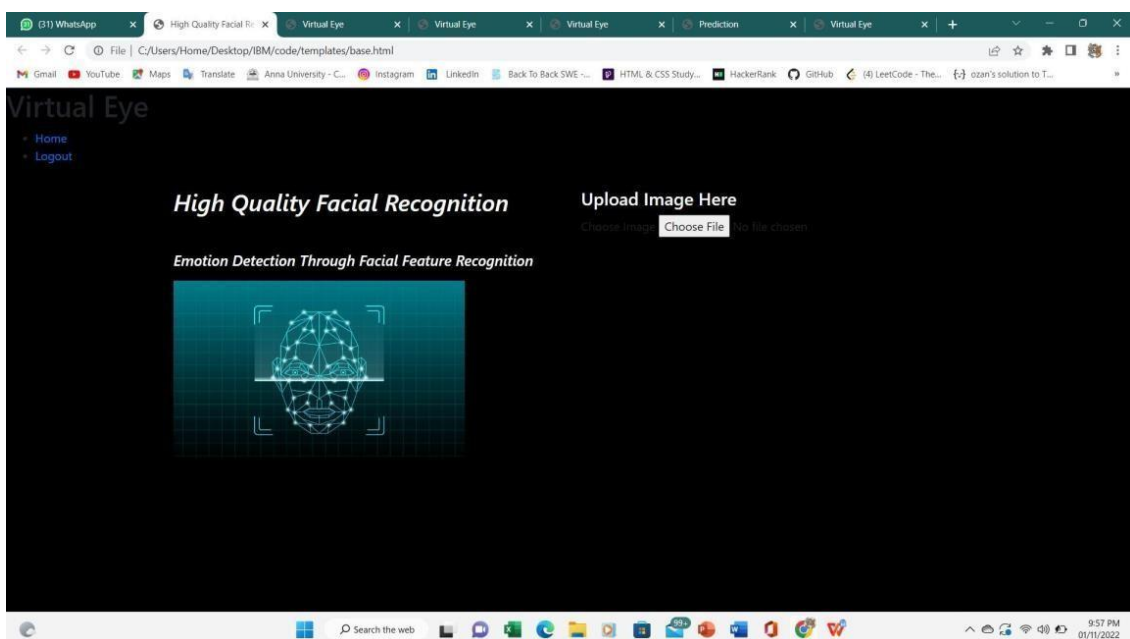 (31) WhatsApp
High Quality Facial Re
Virtual Eye
Virtual Eye
Virtual Eye
Prediction
Virtual Eye
File | C:/Users/Home/Desktop/IBM/code/templates/base.html
Gmail YouTube Maps Translate Anna University - C... Instagram LinkedIn Back To Back SWE -... HTML & CSS Study... HackerRank GitHub (4) LeetCode - The... ozan's solution to T...
Virtual Eye
Home
Logout
High Quality Facial Recognition
Emotion Detection Through Facial Feature Recognition
Upload Image Here
Choose Image Choose File No file chosen
Search the web
99+
9:57 PM
01/11/2022